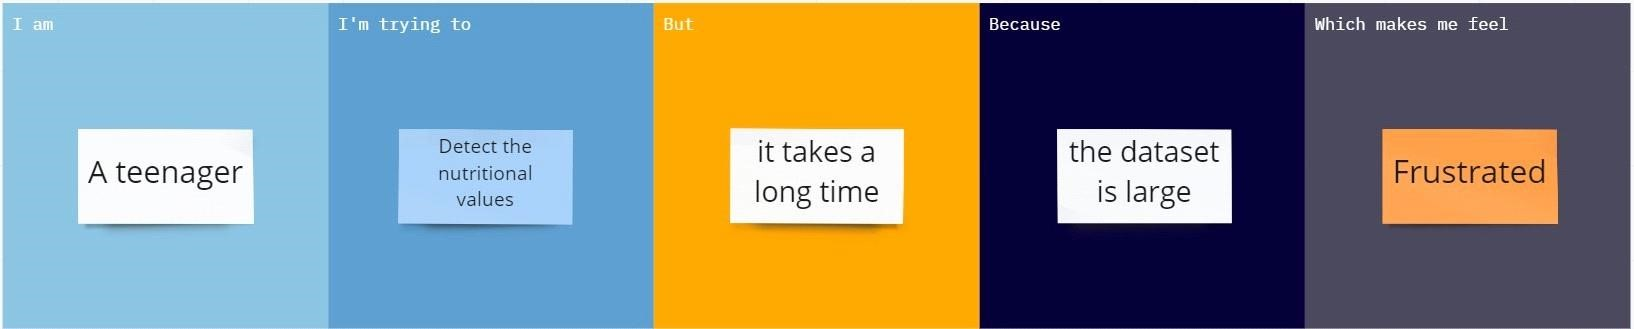 I am
A teenager
I'm trying to
Detect the
nutritional
values
But
it takes a
long time
Because
the dataset
is large
Which makes me feel
Frustrated